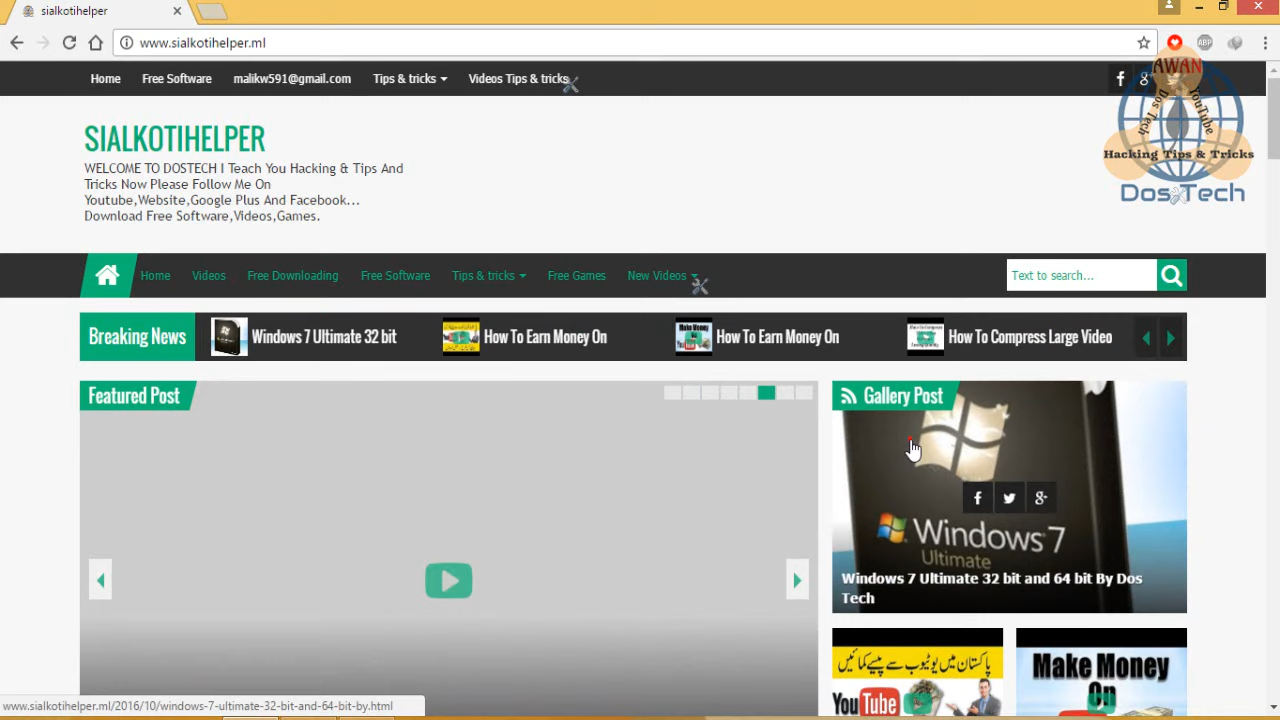 sialkotihelper
www.sialkotihelper.ml
ABP
Home Free Software malikw591@gmail.com Tips & tricks Videos Tips & tricks
AWAN
Dos Tech YouTube
Hacking Tips & Tricks
Dos Tech
SIALKOTIHELPER
WELCOME TO DOSTECH I Teach You Hacking & Tips And
Tricks Now Please Follow Me On
Youtube,Website,Google Plus And Facebook...
Download Free Software,Videos,Games.
Home Videos Free Downloading Free Software Tips & tricks Free Games New Videos Text to search...
Breaking News Windows 7 Ultimate 32 bit How To Earn Money On How To Earn Money On How To Compress Large Video
Featured Post
Gallery Post
Windows 7
Ultimate
Windows 7 Ultimate 32 bit and 64 bit By Dos
Tech
پاکستان میں یوٹیوب سے پیسے کمائیں
You Tube
Make Money
On
www.sialkotihelper.ml/2016/10/windows-7-ultimate-32-bit-and-64-bit-by.html